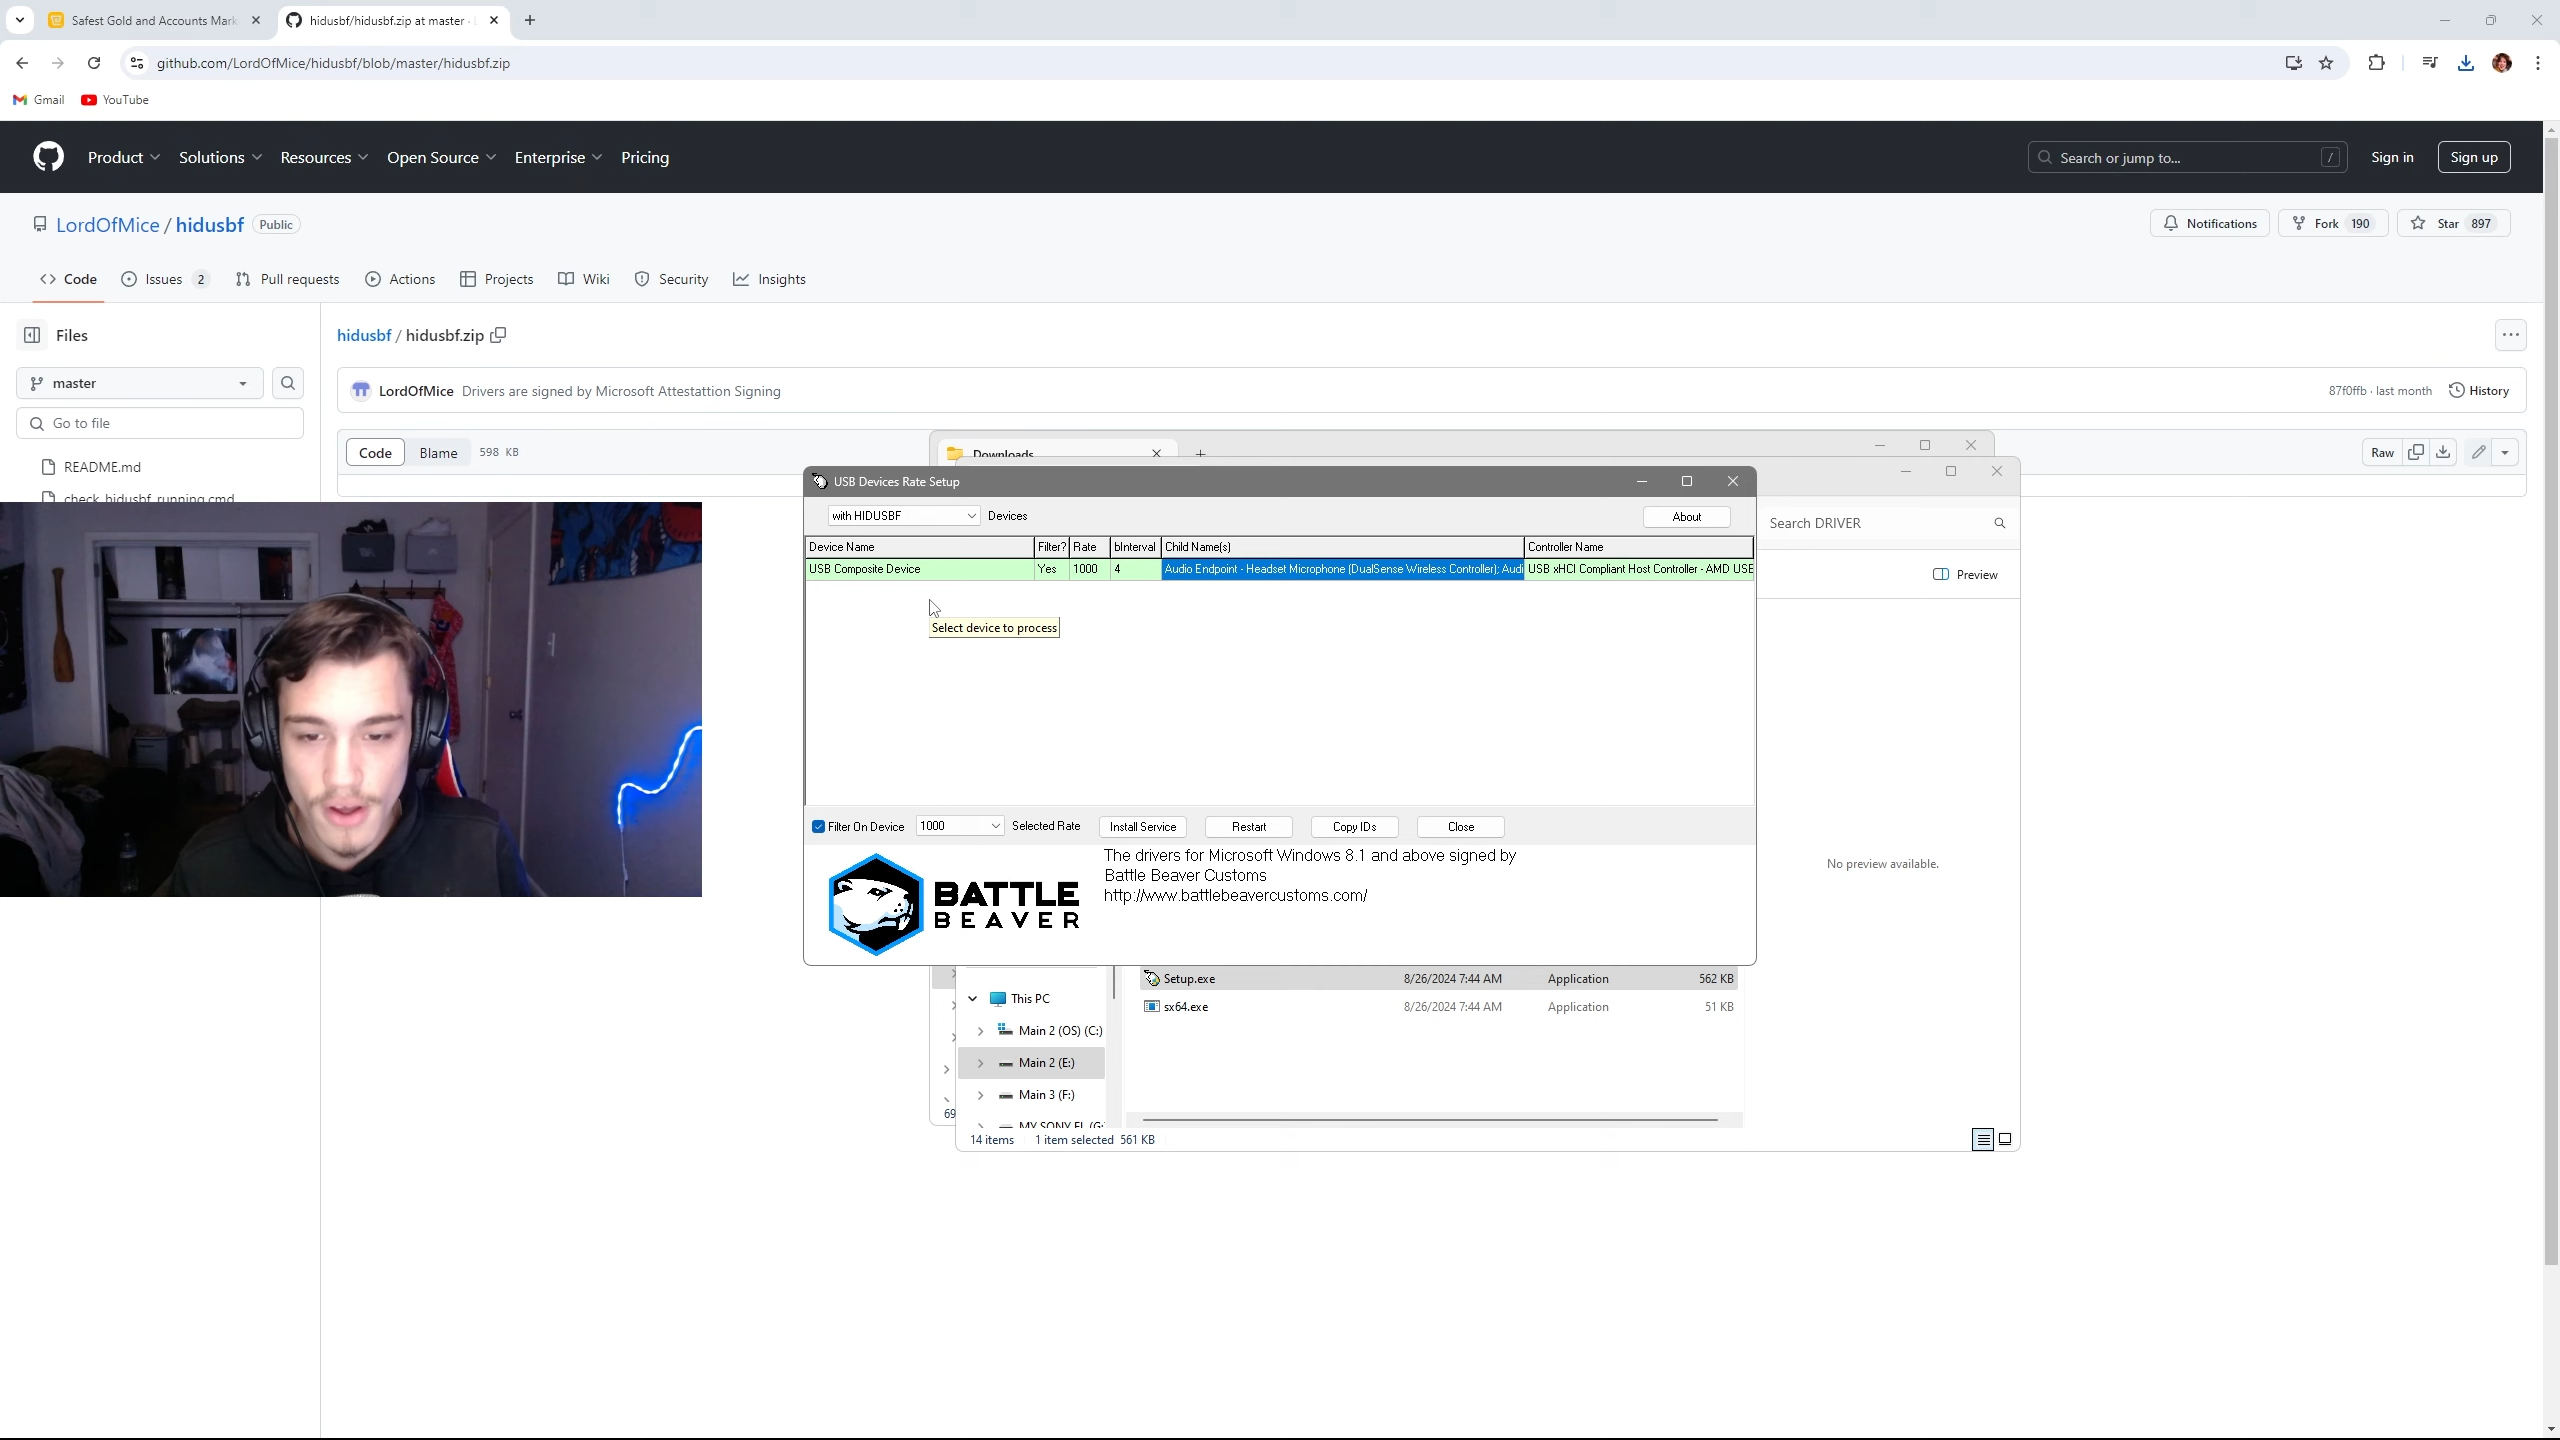 Safest Gold and Accounts Mark
hidusbf/hidusbf.zip at master ·
github.com/LordOfMice/hidusbf/blob/master/hidusbf.zip
Gmail
YouTube
Product
Solutions
Resources
Open Source
Enterprise
Pricing
Search or jump to...
/
Sign in
Sign up
LordOfMice / hidusbf
Public
Notifications
Fork 190
Star 897
Code
Issues 2
Pull requests
Actions
Projects
Wiki
Security
Insights
Files
hidusbf / hidusbf.zip
master
LordOfMice Drivers are signed by Microsoft Attestattion Signing
87f0ffb · last month
History
Go to file
Code
Blame
598 KB
Raw
README.md
check_hidusbf_running.cmd
Downloads
USB Devices Rate Setup
with HIDUSBF
Devices
About
Search DRIVER
Device Name
Filter?
Rate
bInterval
Child Name(s)
Controller Name
USB Composite Device
Yes
1000
4
Audio Endpoint - Headset Microphone (DualSense Wireless Controller); Audi
USB xHCI Compliant Host Controller - AMD USB
Preview
Select device to process
Filter On Device
1000
Selected Rate
Install Service
Restart
Copy IDs
Close
The drivers for Microsoft Windows 8.1 and above signed by
Battle Beaver Customs
http://www.battlebeavercustoms.com/
BATTLE
BEAVER
No preview available.
Setup.exe
8/26/2024 7:44 AM
Application
562 KB
This PC
sx64.exe
8/26/2024 7:44 AM
Application
51 KB
Main 2 (OS) (C:)
Main 2 (E:)
Main 3 (F:)
MY SONY FL (G:
69
14 items
1 item selected 561 KB